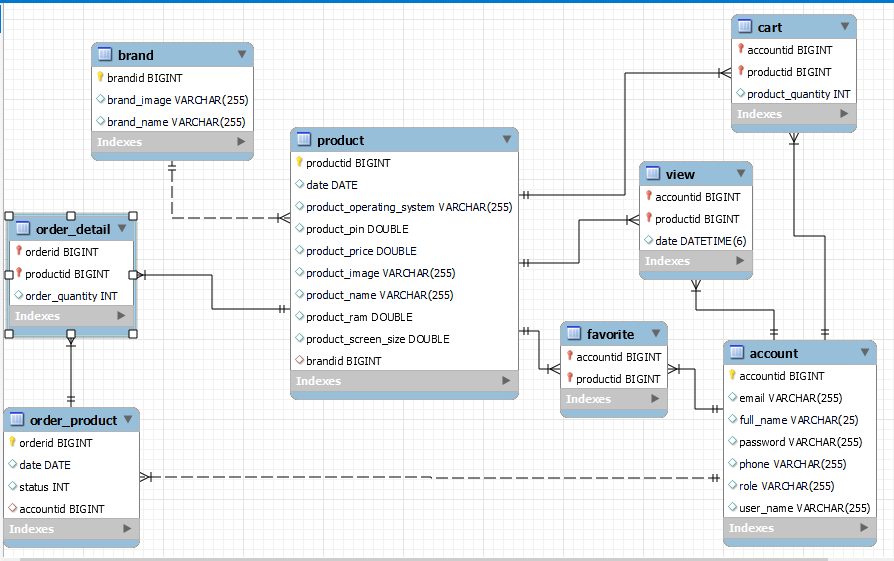 brand
brandid BIGINT
brand_image VARCHAR(255)
brand_name VARCHAR(255)
Indexes
product
productid BIGINT
date DATE
product_operating_system VARCHAR(255)
product_pin DOUBLE
product_price DOUBLE
product_image VARCHAR(255)
product_name VARCHAR(255)
product_ram DOUBLE
product_screen_size DOUBLE
brandid BIGINT
Indexes
cart
accountid BIGINT
productid BIGINT
product_quantity INT
Indexes
view
accountid BIGINT
productid BIGINT
date DATETIME(6)
Indexes
order_detail
orderid BIGINT
productid BIGINT
order_quantity INT
Indexes
favorite
accountid BIGINT
productid BIGINT
Indexes
account
accountid BIGINT
email VARCHAR(255)
full_name VARCHAR(25)
password VARCHAR(255)
phone VARCHAR(255)
role VARCHAR(255)
user_name VARCHAR(255)
Indexes
order_product
orderid BIGINT
date DATE
status INT
accountid BIGINT
Indexes